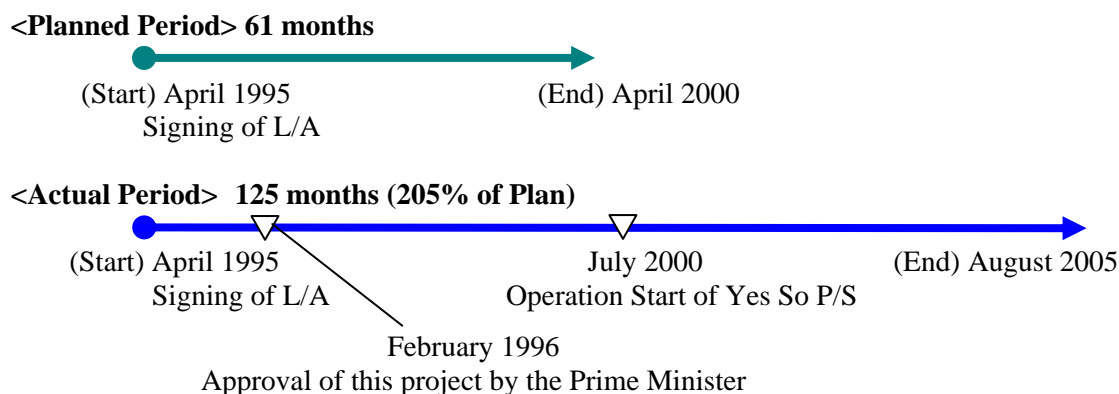 <Planned Period> 61 months
(Start) April 1995 (End) April 2000
Signing of L/A
<Actual Period> 125 months (205% of Plan)
(Start) April 1995 July 2000 (End) August 2005
Signing of L/A Operation Start of Yes So P/S
February 1996
Approval of this project by the Prime Minister